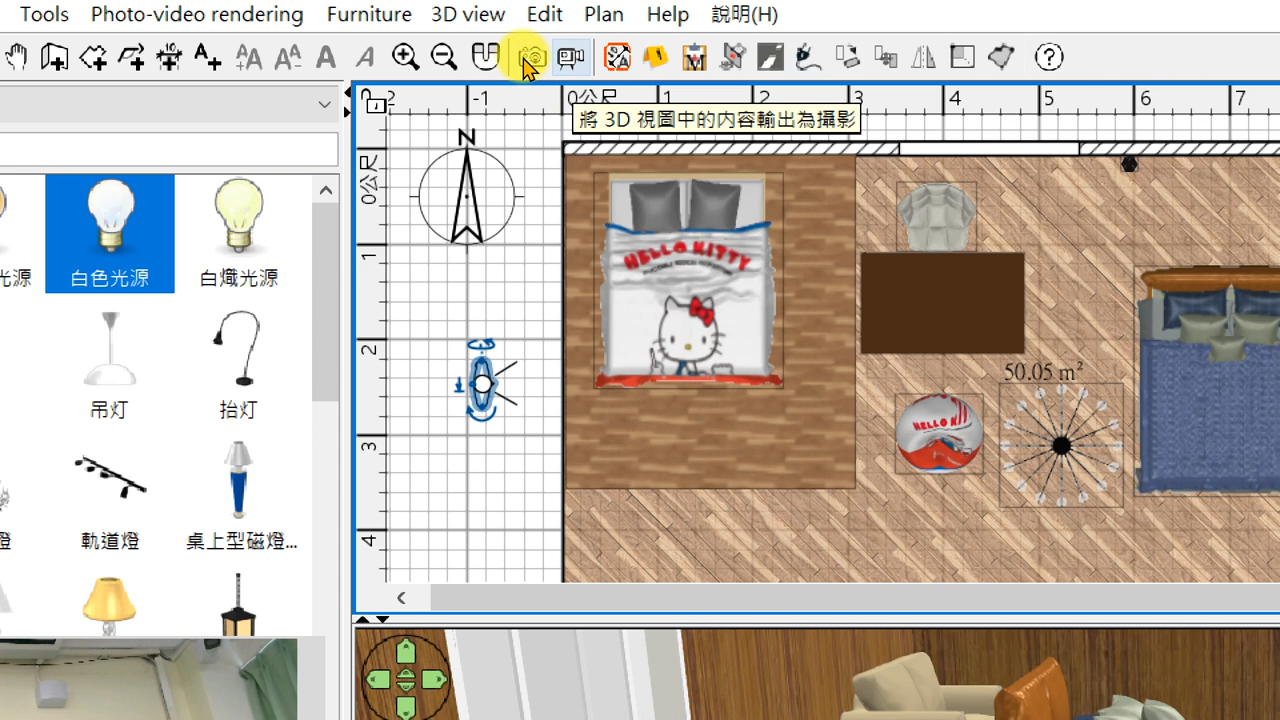 Tools Photo-video rendering Furniture 3D view Edit Plan Help 說明(H)
-2 -1 0公尺 1 2 3 4 5 6 7
將 3D 視圖中的內容輸出為攝影
N
0公尺
1
2
3
4
光源 白色光源 白熾光源
吊灯 抬灯
燈 軌道燈 桌上型磁燈...
HELLO KITTY
50.05 m²
HELLO KI